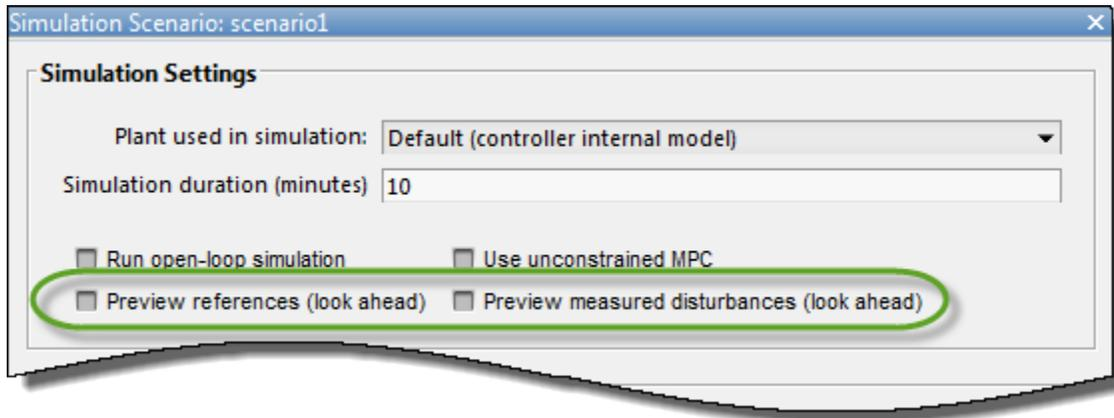 Simulation Scenario: scenario1
Simulation Settings
Plant used in simulation: Default (controller internal model)
Simulation duration (minutes) 10
Run open-loop simulation Use unconstrained MPC
Preview references (look ahead) Preview measured disturbances (look ahead)